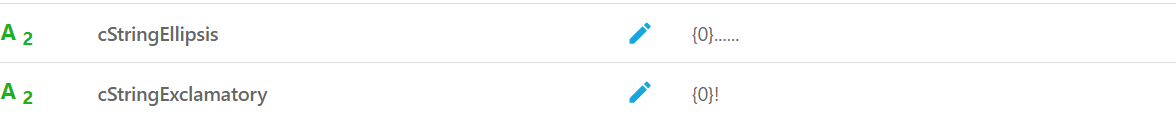 A 2 cStringEllipsis {0}......
A 2 cStringExclamatory {0}!